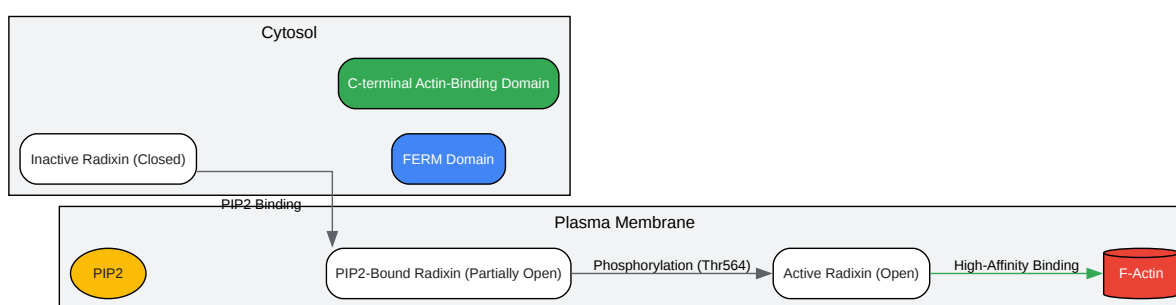 Cytosol
C-terminal Actin-Binding Domain
Inactive Radixin (Closed)
FERM Domain
PIP2 Binding
Plasma Membrane
PIP2
PIP2-Bound Radixin (Partially Open)
Phosphorylation (Thr564)
Active Radixin (Open)
High-Affinity Binding
F-Actin